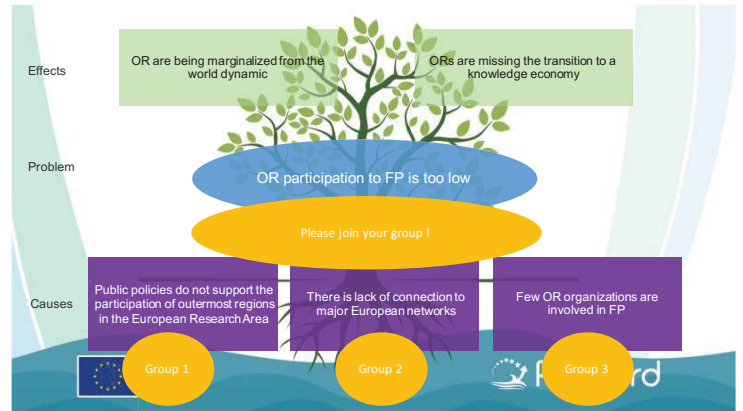 Effects
OR are being marginalized from the
world dynamic
ORs are missing the transition to a
knowledge economy
Problem
OR participation to FP is too low
Please join your group !
Causes
Public policies do not support the
participation of outermost regions
in the European Research Area
There is lack of connection to
major European networks
Few OR organizations are
involved in FP
Group 1
Group 2
Group 3